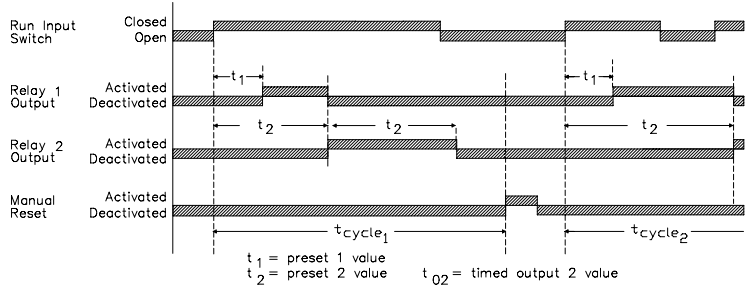 Run Input Switch
Closed
Open
t1
t1
Relay 1 Output
Activated
Deactivated
t2
t2
t2
Relay 2 Output
Activated
Deactivated
Manual Reset
Activated
Deactivated
tcycle1
tcycle2
t1 = preset 1 value
t2 = preset 2 value
tO2 = timed output 2 value